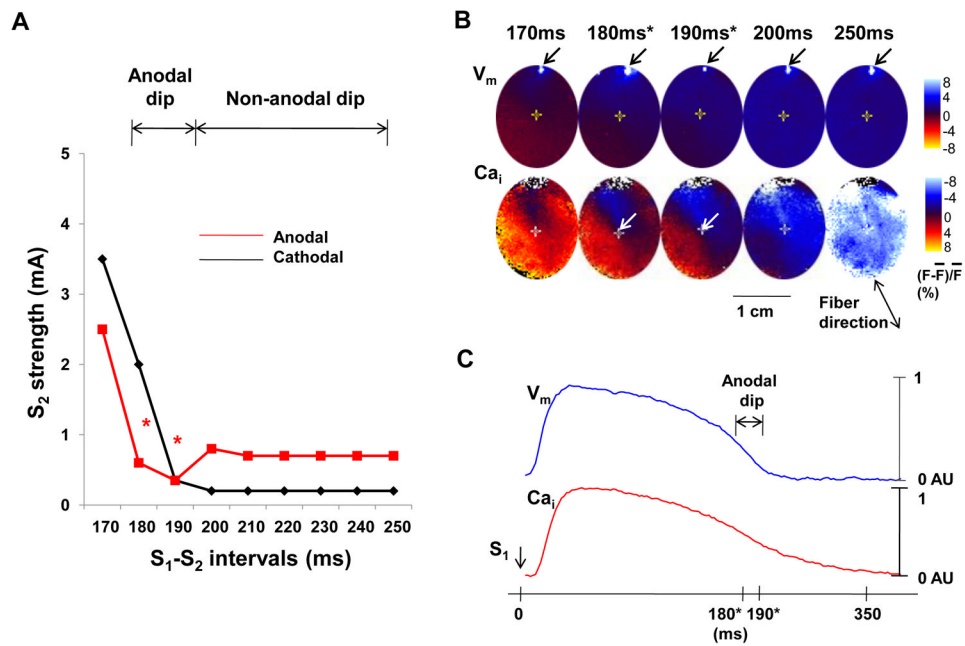 A
Anodal dip
Non-anodal dip
5
4
3
2
1
0
S2 strength (mA)
Anodal
Cathodal
*
*
170 180 190 200 210 220 230 240 250
S1-S2 intervals (ms)
B
170ms 180ms* 190ms* 200ms 250ms
Vm
8
4
0
-4
-8
Cai
-8
-4
0
4
8
(F-F̅)/F̅
(%)
1 cm
Fiber
direction
C
Vm
Anodal
dip
1
0 AU
Cai
1
0 AU
S1
0 180* 190* 350
(ms)